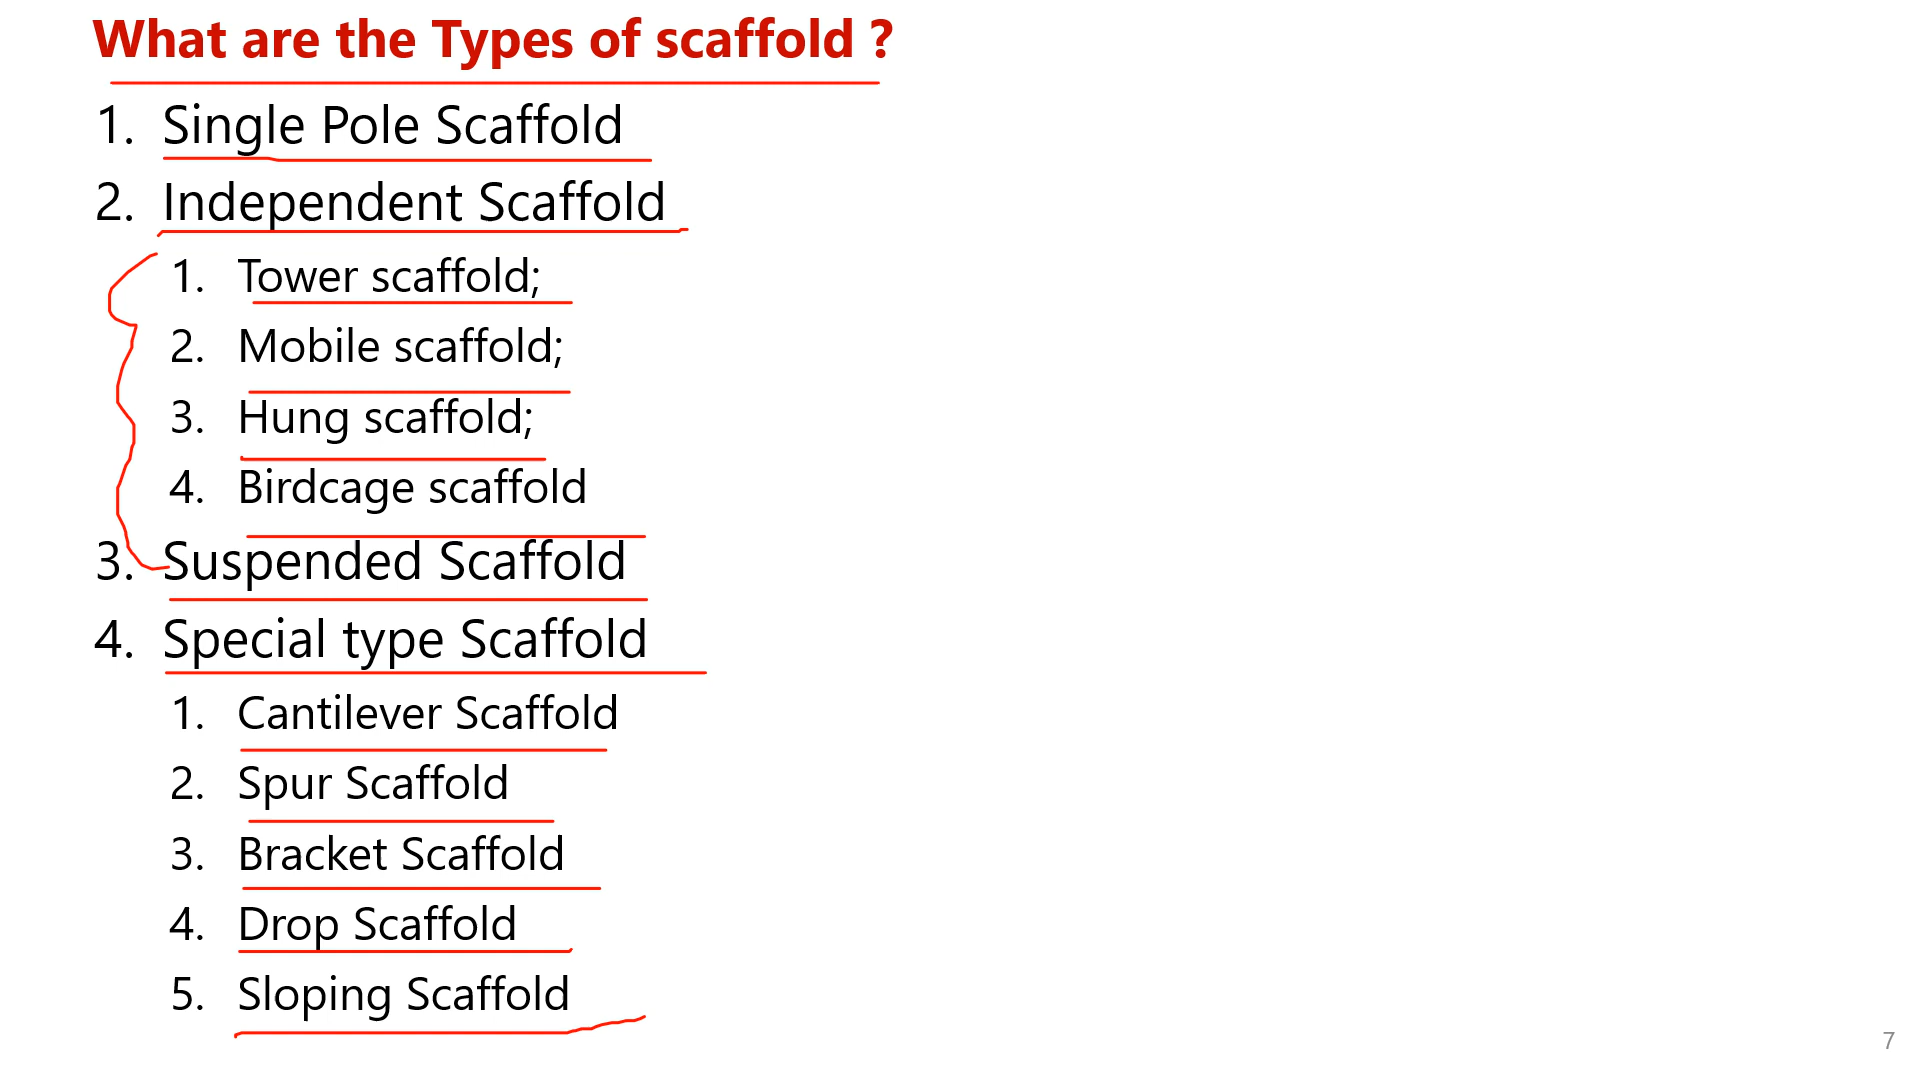 What are the Types of scaffold ?
1. Single Pole Scaffold
2. Independent Scaffold
1. Tower scaffold;
2. Mobile scaffold;
3. Hung scaffold;
4. Birdcage scaffold
3. Suspended Scaffold
4. Special type Scaffold
1. Cantilever Scaffold
2. Spur Scaffold
3. Bracket Scaffold
4. Drop Scaffold
5. Sloping Scaffold
7